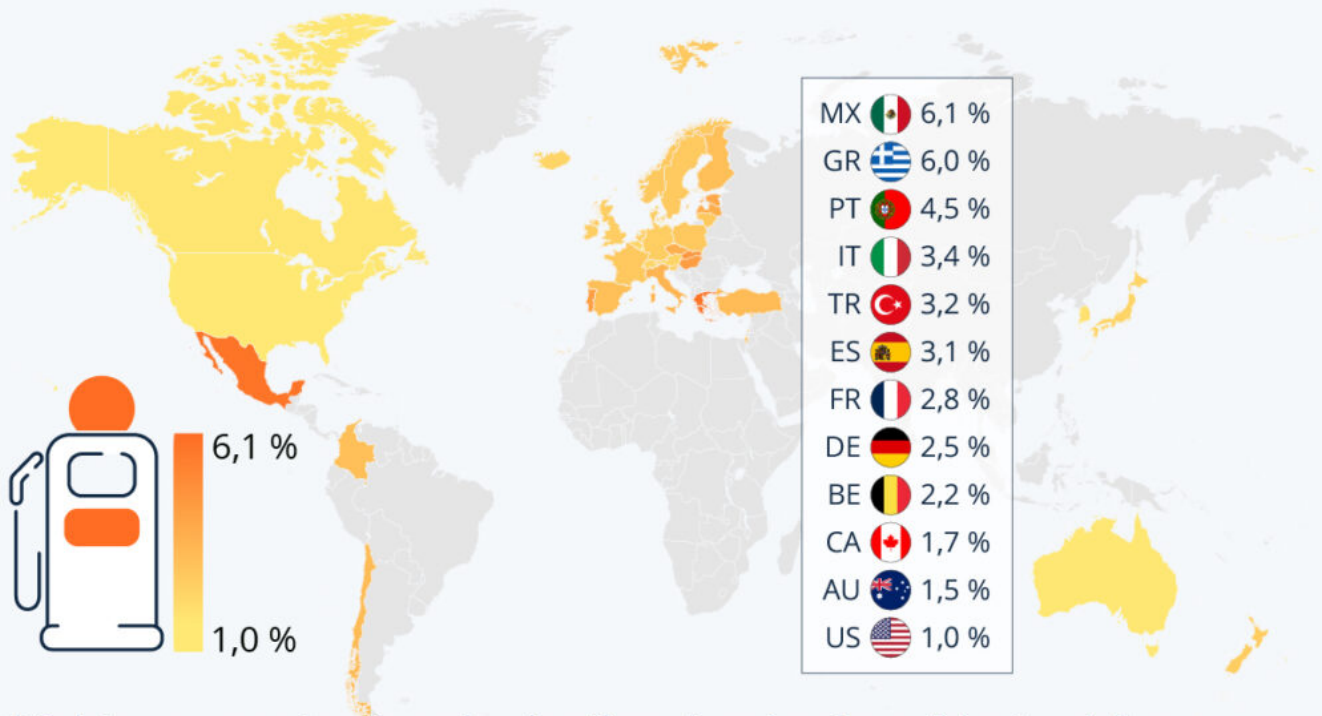 MX 6,1 %
GR 6,0 %
PT 4,5 %
IT 3,4 %
TR 3,2 %
ES 3,1 %
FR 2,8 %
DE 2,5 %
BE 2,2 %
CA 1,7 %
AU 1,5 %
US 1,0 %
6,1 %
1,0 %